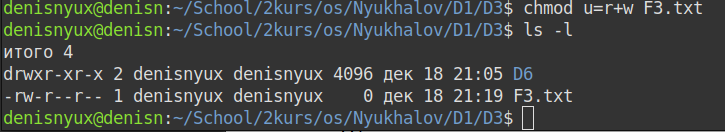 denisnyux@denisn:~/School/2kurs/os/Nyukhalov/D1/D3$ chmod u=r+w F3.txt
denisnyux@denisn:~/School/2kurs/os/Nyukhalov/D1/D3$ ls -l
итого 4
drwxr-xr-x 2 denisnyux denisnyux 4096 дек 18 21:05 D6
-rw-r--r-- 1 denisnyux denisnyux    0 дек 18 21:19 F3.txt
denisnyux@denisn:~/School/2kurs/os/Nyukhalov/D1/D3$